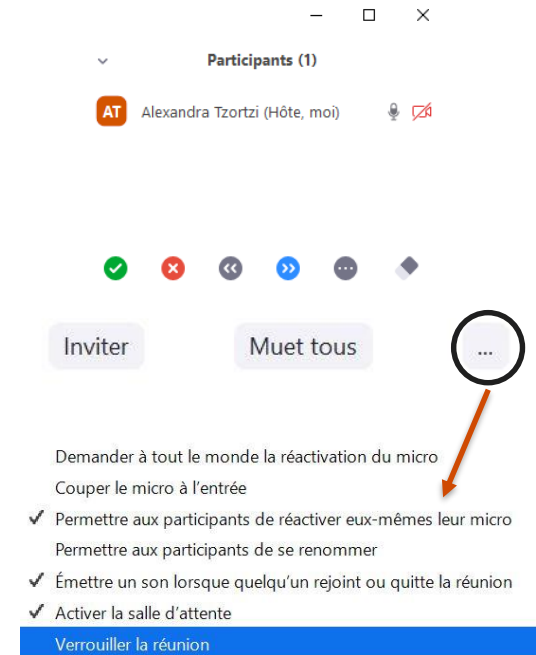 Participants (1)
AT Alexandra Tzortzi (Hôte, moi)
Inviter Muet tous ...
Demander à tout le monde la réactivation du micro
Couper le micro à l'entrée
Permettre aux participants de réactiver eux-mêmes leur micro
Permettre aux participants de se renommer
Émettre un son lorsque quelqu'un rejoint ou quitte la réunion
Activer la salle d'attente
Verrouiller la réunion